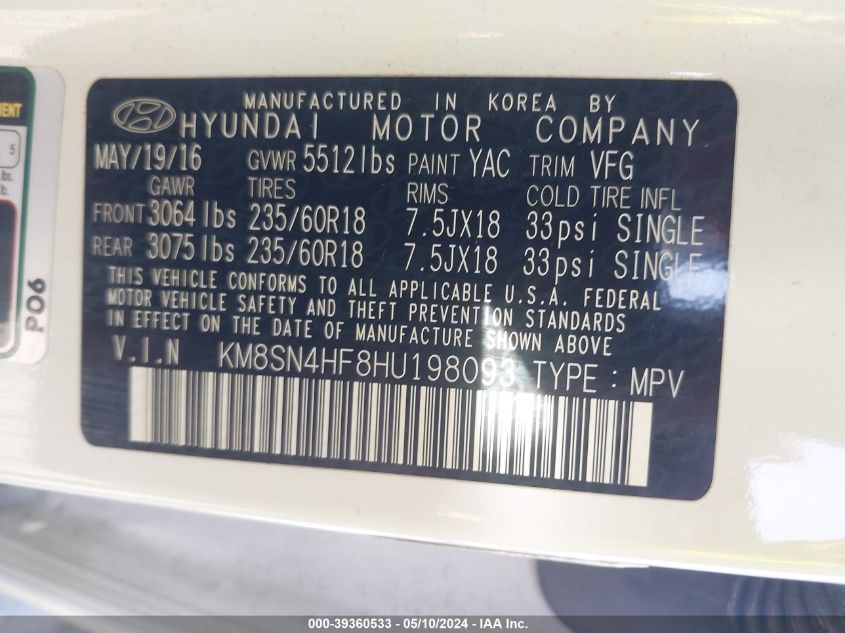 MANUFACTURED IN KOREA BY
HYUNDAI MOTOR COMPANY
MAY/19/16 GVWR 5512lbs PAINT YAC TRIM VFG
GAWR TIRES RIMS COLD TIRE INFL
FRONT 3064lbs 235/60R18 7.5JX18 33psi SINGLE
REAR 3075lbs 235/60R18 7.5JX18 33psi SINGLE
THIS VEHICLE CONFORMS TO ALL APPLICABLE U.S.A. FEDERAL
MOTOR VEHICLE SAFETY AND THEFT PREVENTION STANDARDS
IN EFFECT ON THE DATE OF MANUFACTURE SHOWN ABOVE
V.I.N KM8SN4HF8HU198093 TYPE : MPV
5
lbs.
lb.
P06
000-39360533 - 05/10/2024 - IAA Inc.